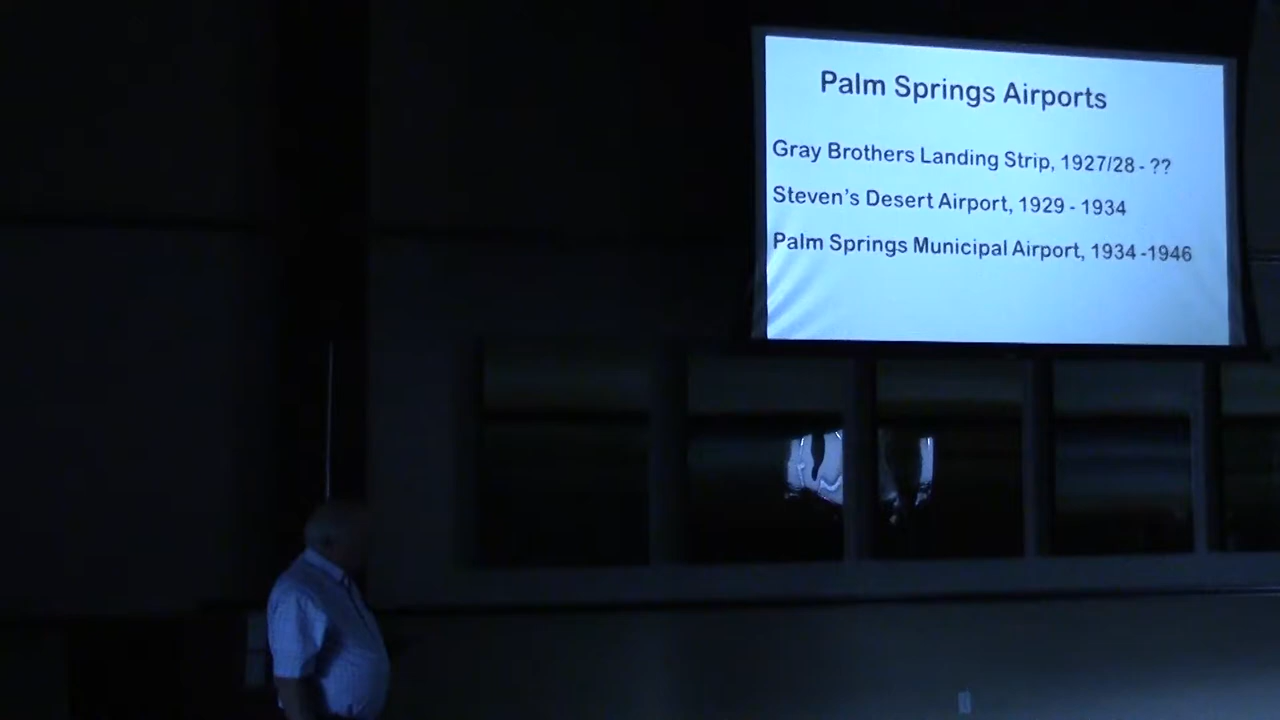 Palm Springs Airports
Gray Brothers Landing Strip, 1927/28 - ??
Steven's Desert Airport, 1929 - 1934
Palm Springs Municipal Airport, 1934 -1946